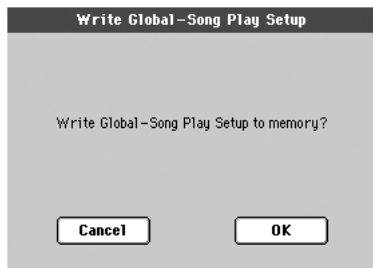 Write Global-Song Play Setup
Write Global-Song Play Setup to memory?
Cancel
OK